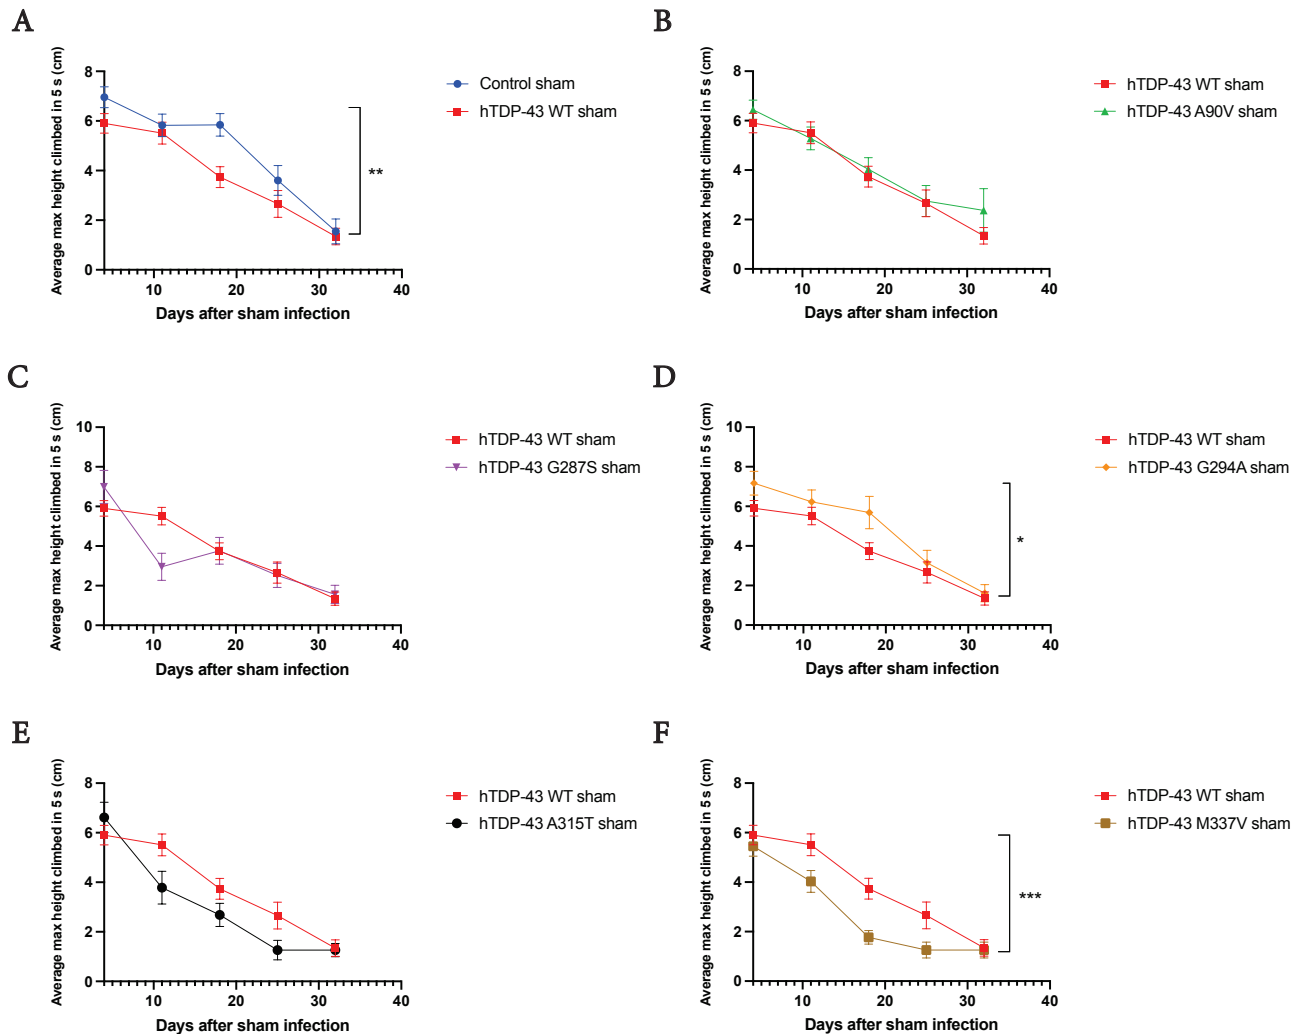 A
Average max height climbed in 5 s (cm)
8
6
4
2
0
10
20
30
40
Days after sham infection
Control sham
hTDP-43 WT sham
**
B
Average max height climbed in 5 s (cm)
8
6
4
2
0
10
20
30
40
Days after sham infection
hTDP-43 WT sham
hTDP-43 A90V sham
C
Average max height climbed in 5 s (cm)
10
8
6
4
2
0
10
20
30
40
Days after sham infection
hTDP-43 WT sham
hTDP-43 G287S sham
D
Average max height climbed in 5 s (cm)
10
8
6
4
2
0
10
20
30
40
Days after sham infection
hTDP-43 WT sham
hTDP-43 G294A sham
*
E
Average max height climbed in 5 s (cm)
8
6
4
2
0
10
20
30
40
Days after sham infection
hTDP-43 WT sham
hTDP-43 A315T sham
F
Average max height climbed in 5 s (cm)
8
6
4
2
0
10
20
30
40
Days after sham infection
hTDP-43 WT sham
hTDP-43 M337V sham
***